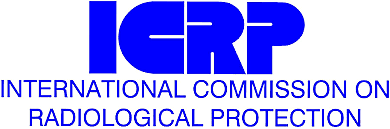 ICRP
INTERNATIONAL COMMISSION ON
RADIOLOGICAL PROTECTION